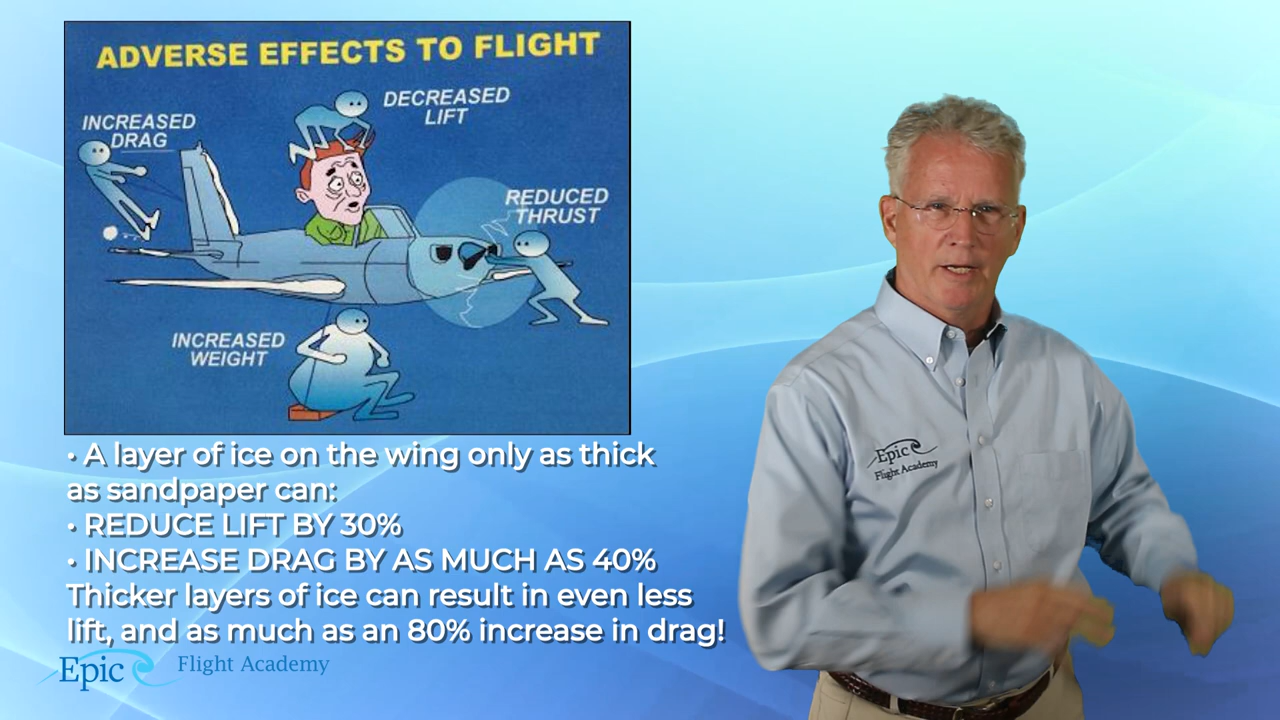 ADVERSE EFFECTS TO FLIGHT
DECREASED
LIFT
INCREASED
DRAG
REDUCED
THRUST
INCREASED
WEIGHT
• A layer of ice on the wing only as thick
as sandpaper can:
• REDUCE LIFT BY 30%
• INCREASE DRAG BY AS MUCH AS 40%
Thicker layers of ice can result in even less
lift, and as much as an 80% increase in drag!
Epic Flight Academy
Epic
Flight Academy